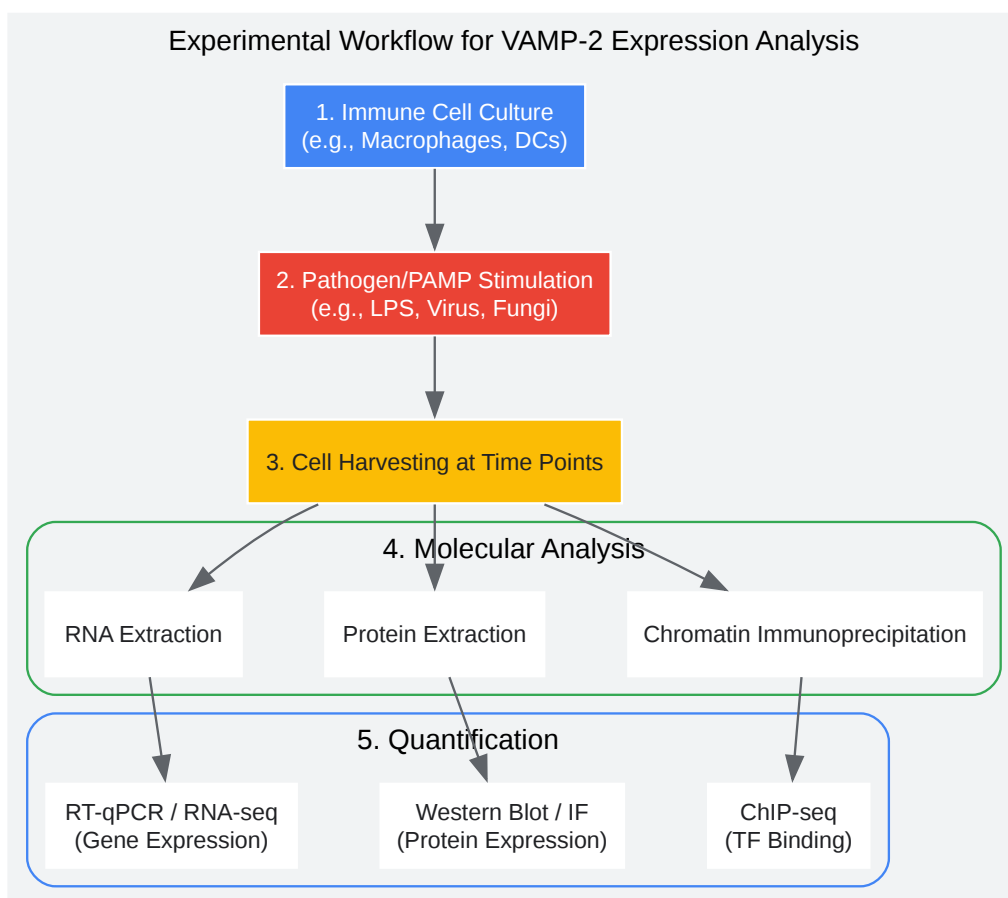 Experimental Workflow for VAMP-2 Expression Analysis
1. Immune Cell Culture
(e.g., Macrophages, DCs)
2. Pathogen/PAMP Stimulation
(e.g., LPS, Virus, Fungi)
3. Cell Harvesting at Time Points
4. Molecular Analysis
RNA Extraction
Protein Extraction
Chromatin Immunoprecipitation
5. Quantification
RT-qPCR / RNA-seq
(Gene Expression)
Western Blot / IF
(Protein Expression)
ChIP-seq
(TF Binding)